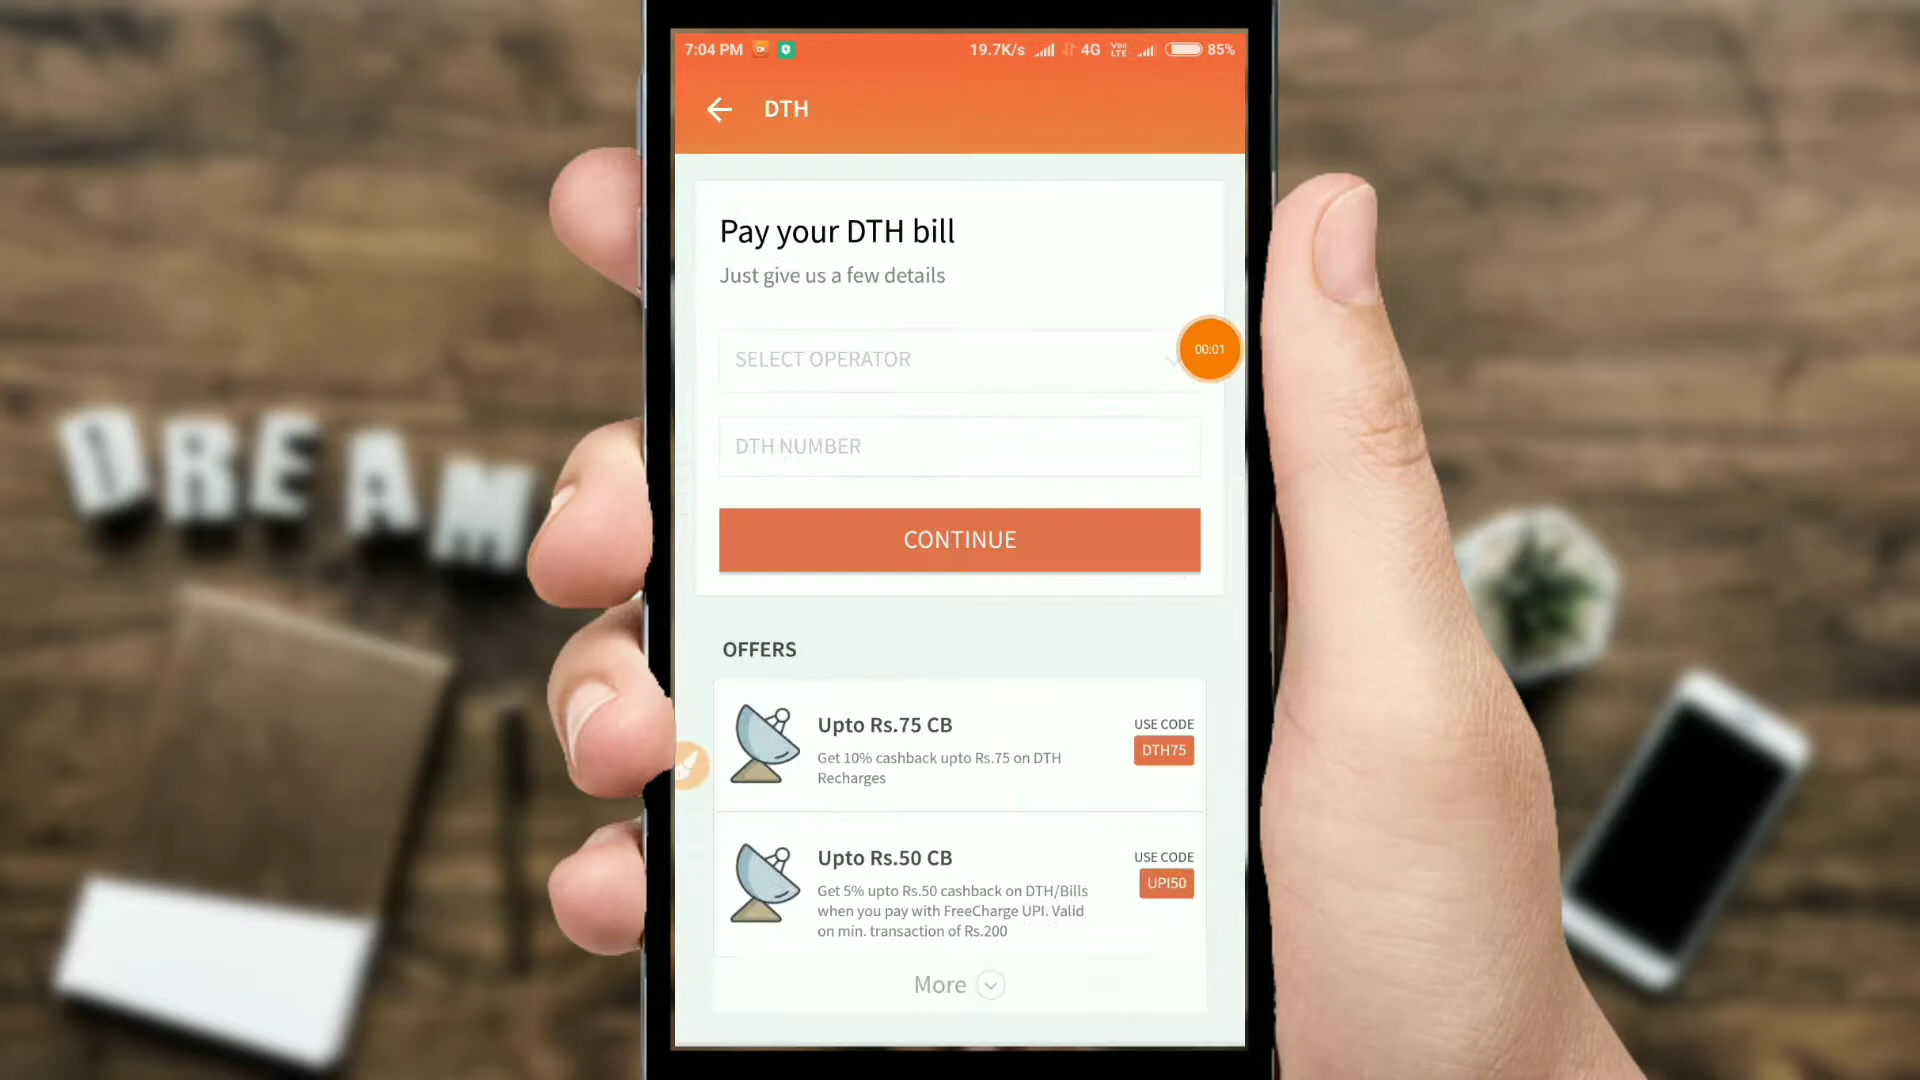 7:04 PM 19.7K/s 4G VoLTE 85%
DTH
Pay your DTH bill
Just give us a few details
SELECT OPERATOR
00:01
DTH NUMBER
CONTINUE
OFFERS
Upto Rs.75 CB
Get 10% cashback upto Rs.75 on DTH
Recharges
USE CODE
DTH75
Upto Rs.50 CB
Get 5% upto Rs.50 cashback on DTH/Bills
when you pay with FreeCharge UPI. Valid
on min. transaction of Rs.200
USE CODE
UPI50
More
DREAM